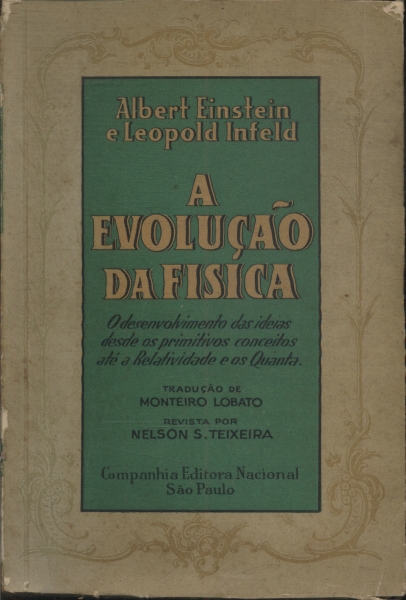 Albert Einstein
e Leopold Infeld
A
EVOLUÇÃO
DA FISICA
O desenvolvimento das ideias
desde os primitivos conceitos
até a Relatividade e os Quanta.
TRADUÇÃO DE
MONTEIRO LOBATO
REVISTA POR
NELSON S. TEIXEIRA
Companhia Editora Nacional
São Paulo